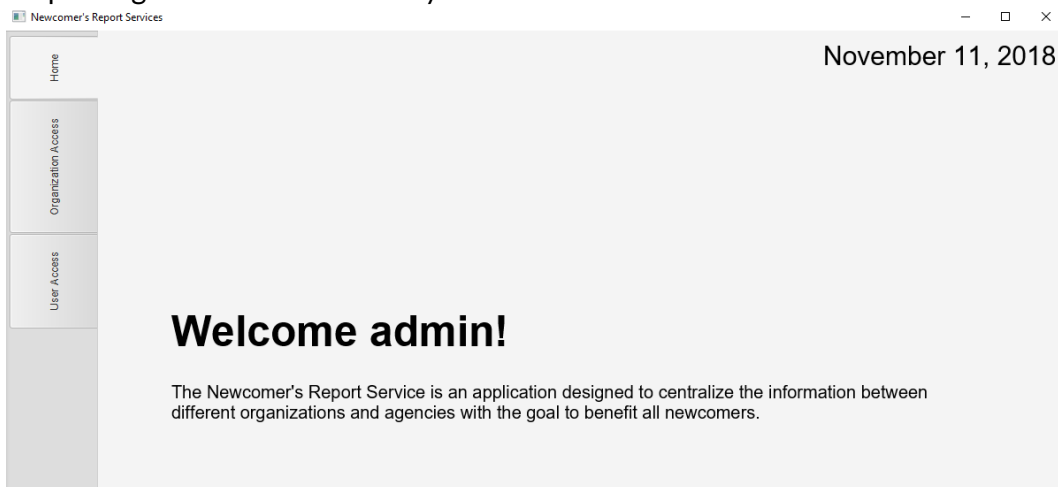 Newcomer's Report Services
November 11, 2018
Home
Organization Access
User Access
Welcome admin!
The Newcomer's Report Service is an application designed to centralize the information between
different organizations and agencies with the goal to benefit all newcomers.